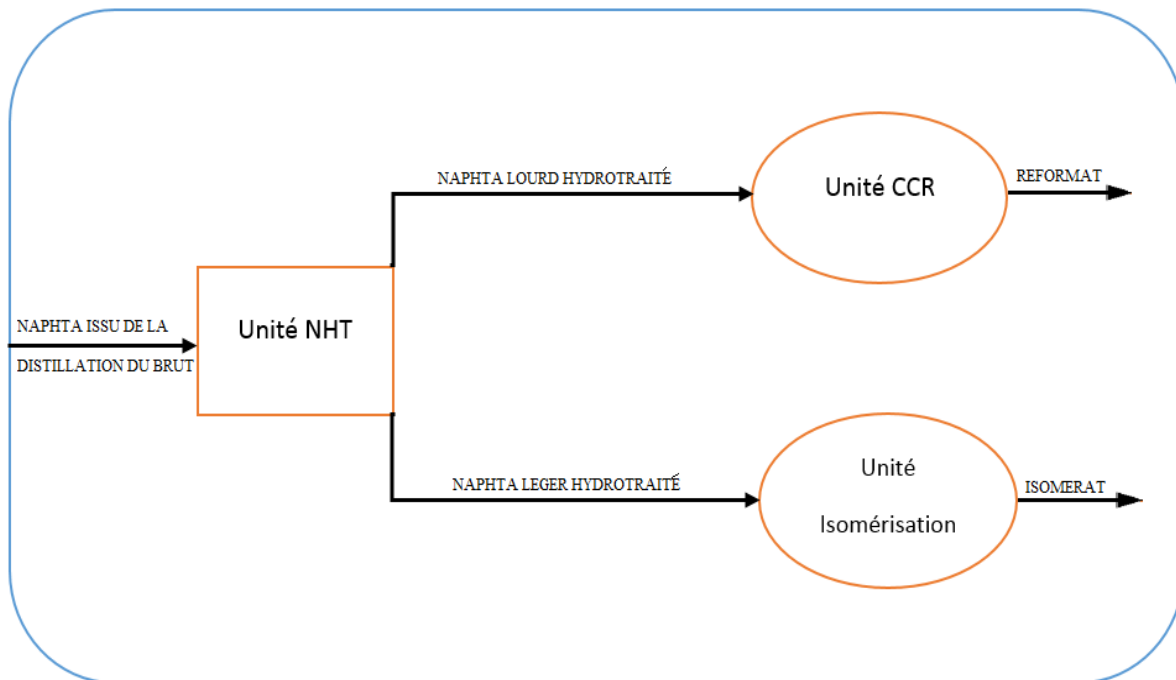 NAPHTA LOURD HYDROTRAITÉ
Unité CCR
REFORMAT
NAPHTA ISSU DE LA
DISTILLATION DU BRUT
Unité NHT
NAPHTA LEGER HYDROTRAITÉ
Unité
Isomérisation
ISOMERAT